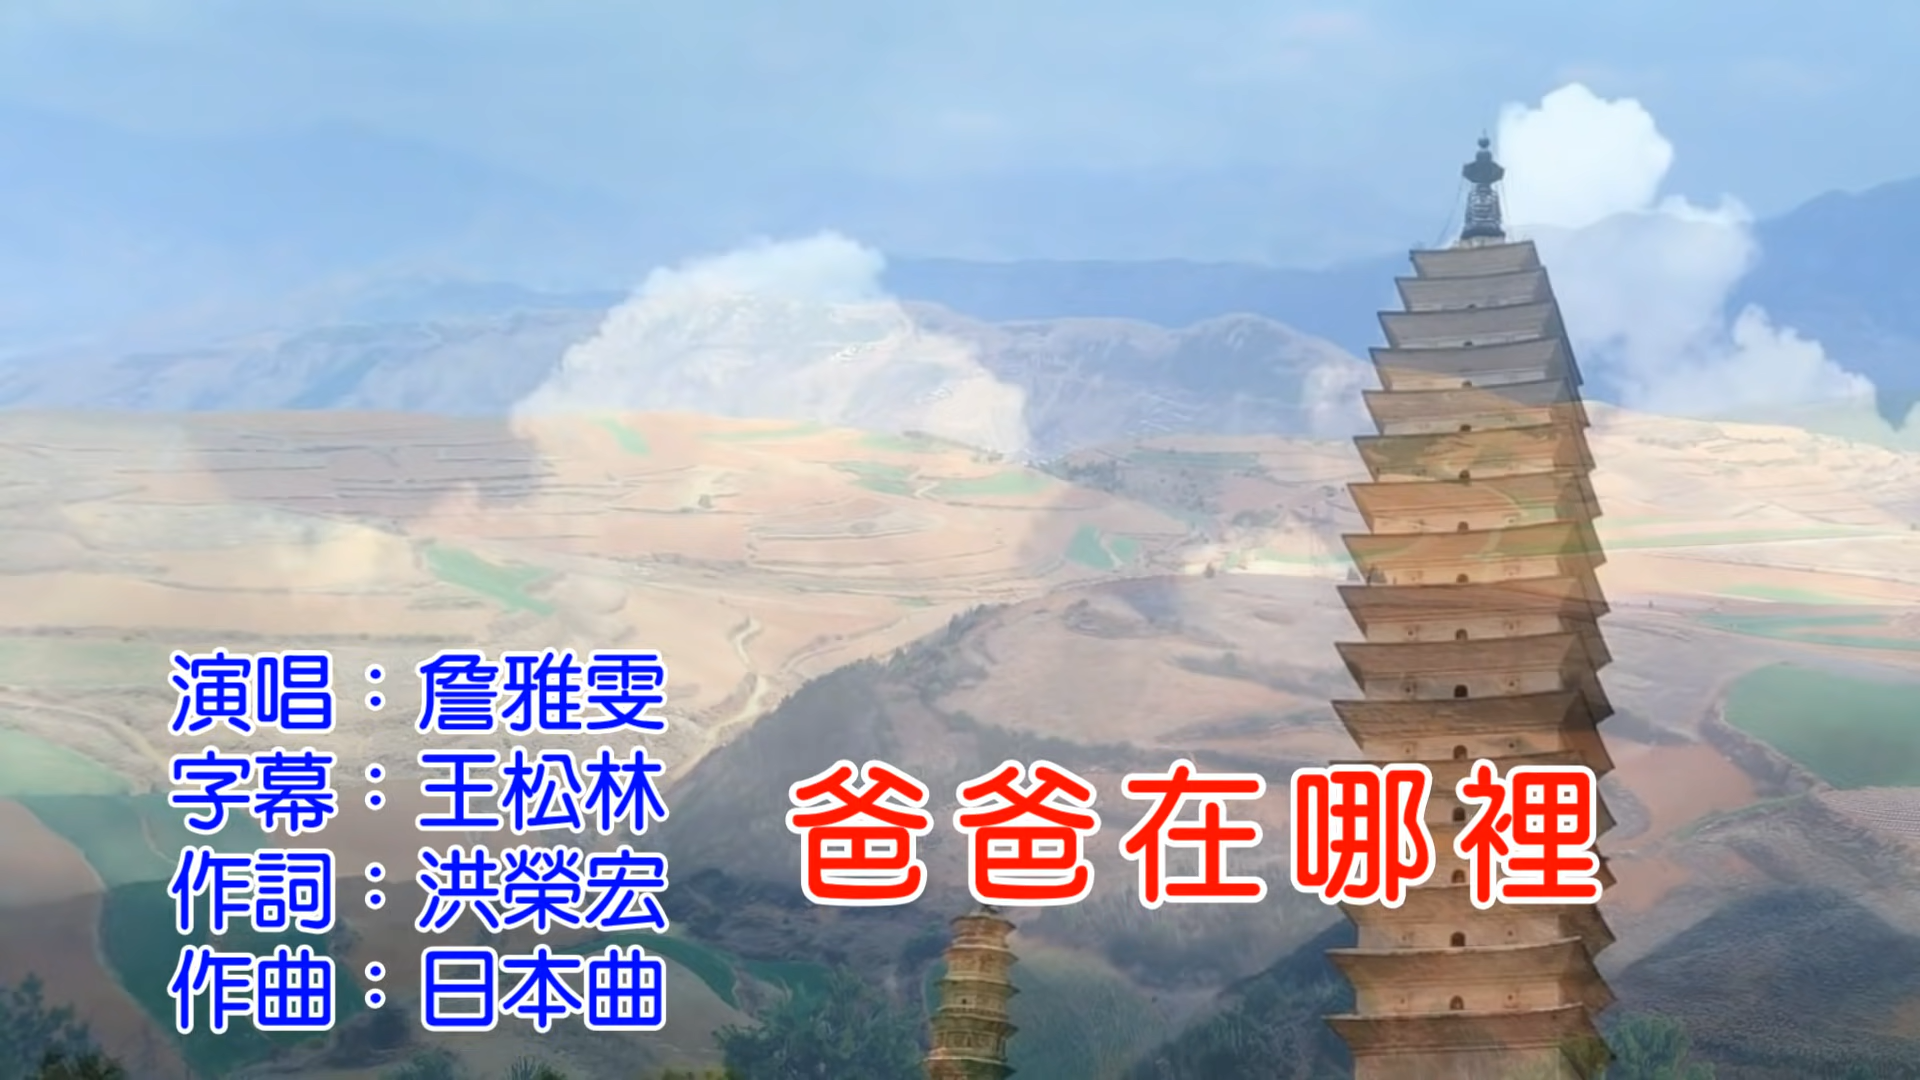 演唱：詹雅雯
字幕：王松林
作詞：洪榮宏
作曲：日本曲
爸爸在哪裡